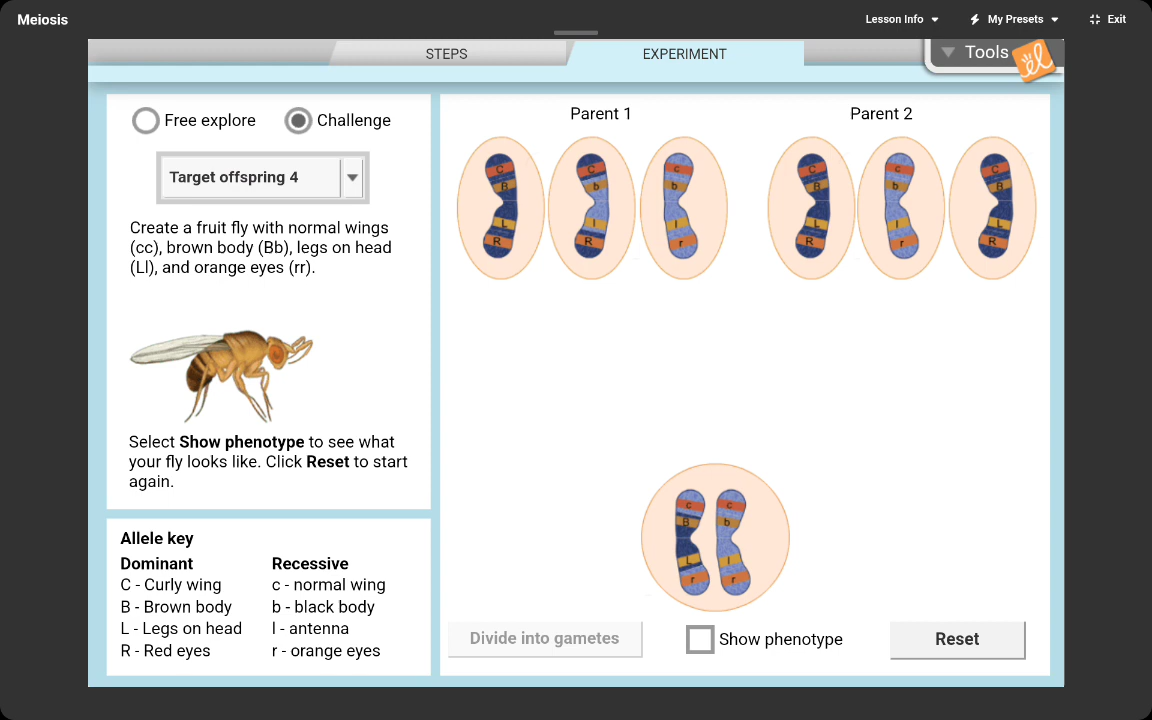 Meiosis
Lesson Info
My Presets
Exit
STEPS
EXPERIMENT
Tools
Free explore
Challenge
Target offspring 4
Create a fruit fly with normal wings
(cc), brown body (Bb), legs on head
(Ll), and orange eyes (rr).
Select Show phenotype to see what
your fly looks like. Click Reset to start
again.
Allele key
Dominant
Recessive
C - Curly wing
c - normal wing
B - Brown body
b - black body
L - Legs on head
l - antenna
R - Red eyes
r - orange eyes
Parent 1
Parent 2
C C c C c C
B b b B b B
L l l L l L
R R r R r R
c c
B b
L l
r r
Divide into gametes
Show phenotype
Reset